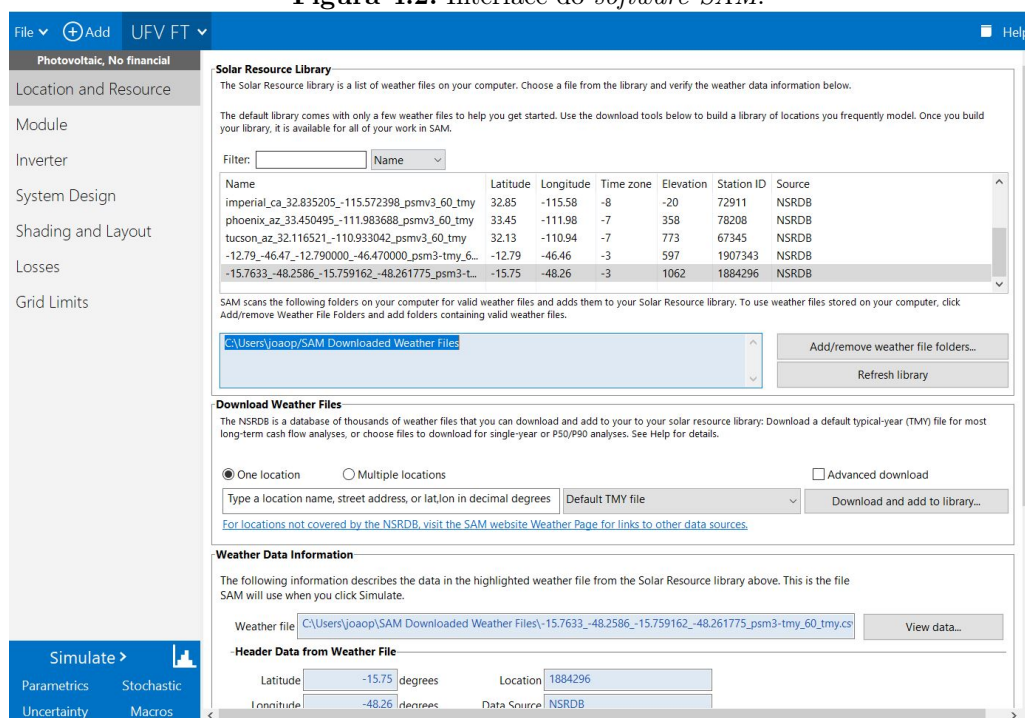 Figura 4.2: Interface do software SAM.
File Add UFV FT Help
Photovoltaic, No financial
Location and Resource
Module
Inverter
System Design
Shading and Layout
Losses
Grid Limits
Simulate >
Parametrics Stochastic
Uncertainty Macros
Solar Resource Library
The Solar Resource library is a list of weather files on your computer. Choose a file from the library and verify the weather data information below.
The default library comes with only a few weather files to help you get started. Use the download tools below to build a library of locations you frequently model. Once you build
your library, it is available for all of your work in SAM.
Filter: Name
Name Latitude Longitude Time zone Elevation Station ID Source
imperial_ca_32.835205_-115.572398_psmv3_60_tmy 32.85 -115.58 -8 -20 72911 NSRDB
phoenix_az_33.450495_-111.983688_psmv3_60_tmy 33.45 -111.98 -7 358 78208 NSRDB
tucson_az_32.116521_-110.933042_psmv3_60_tmy 32.13 -110.94 -7 773 67345 NSRDB
-12.79_-46.47_-12.790000_-46.470000_psm3-tmy_6... -12.79 -46.46 -3 597 1907343 NSRDB
-15.7633_-48.2586_-15.759162_-48.261775_psm3-t... -15.75 -48.26 -3 1062 1884296 NSRDB
SAM scans the following folders on your computer for valid weather files and adds them to your Solar Resource library. To use weather files stored on your computer, click
Add/remove Weather File Folders and add folders containing valid weather files.
C:\Users\joaop/SAM Downloaded Weather Files
Add/remove weather file folders...
Refresh library
Download Weather Files
The NSRDB is a database of thousands of weather files that you can download and add to your to your solar resource library: Download a default typical-year (TMY) file for most
long-term cash flow analyses, or choose files to download for single-year or P50/P90 analyses. See Help for details.
One location Multiple locations Advanced download
Type a location name, street address, or lat,lon in decimal degrees Default TMY file Download and add to library...
For locations not covered by the NSRDB, visit the SAM website Weather Page for links to other data sources.
Weather Data Information
The following information describes the data in the highlighted weather file from the Solar Resource library above. This is the file
SAM will use when you click Simulate.
Weather file C:\Users\joaop\SAM Downloaded Weather Files\-15.7633_-48.2586_-15.759162_-48.261775_psm3-tmy_60_tmy.csv View data...
Header Data from Weather File
Latitude -15.75 degrees Location 1884296
Longitude -48.26 degrees Data Source NSRDB